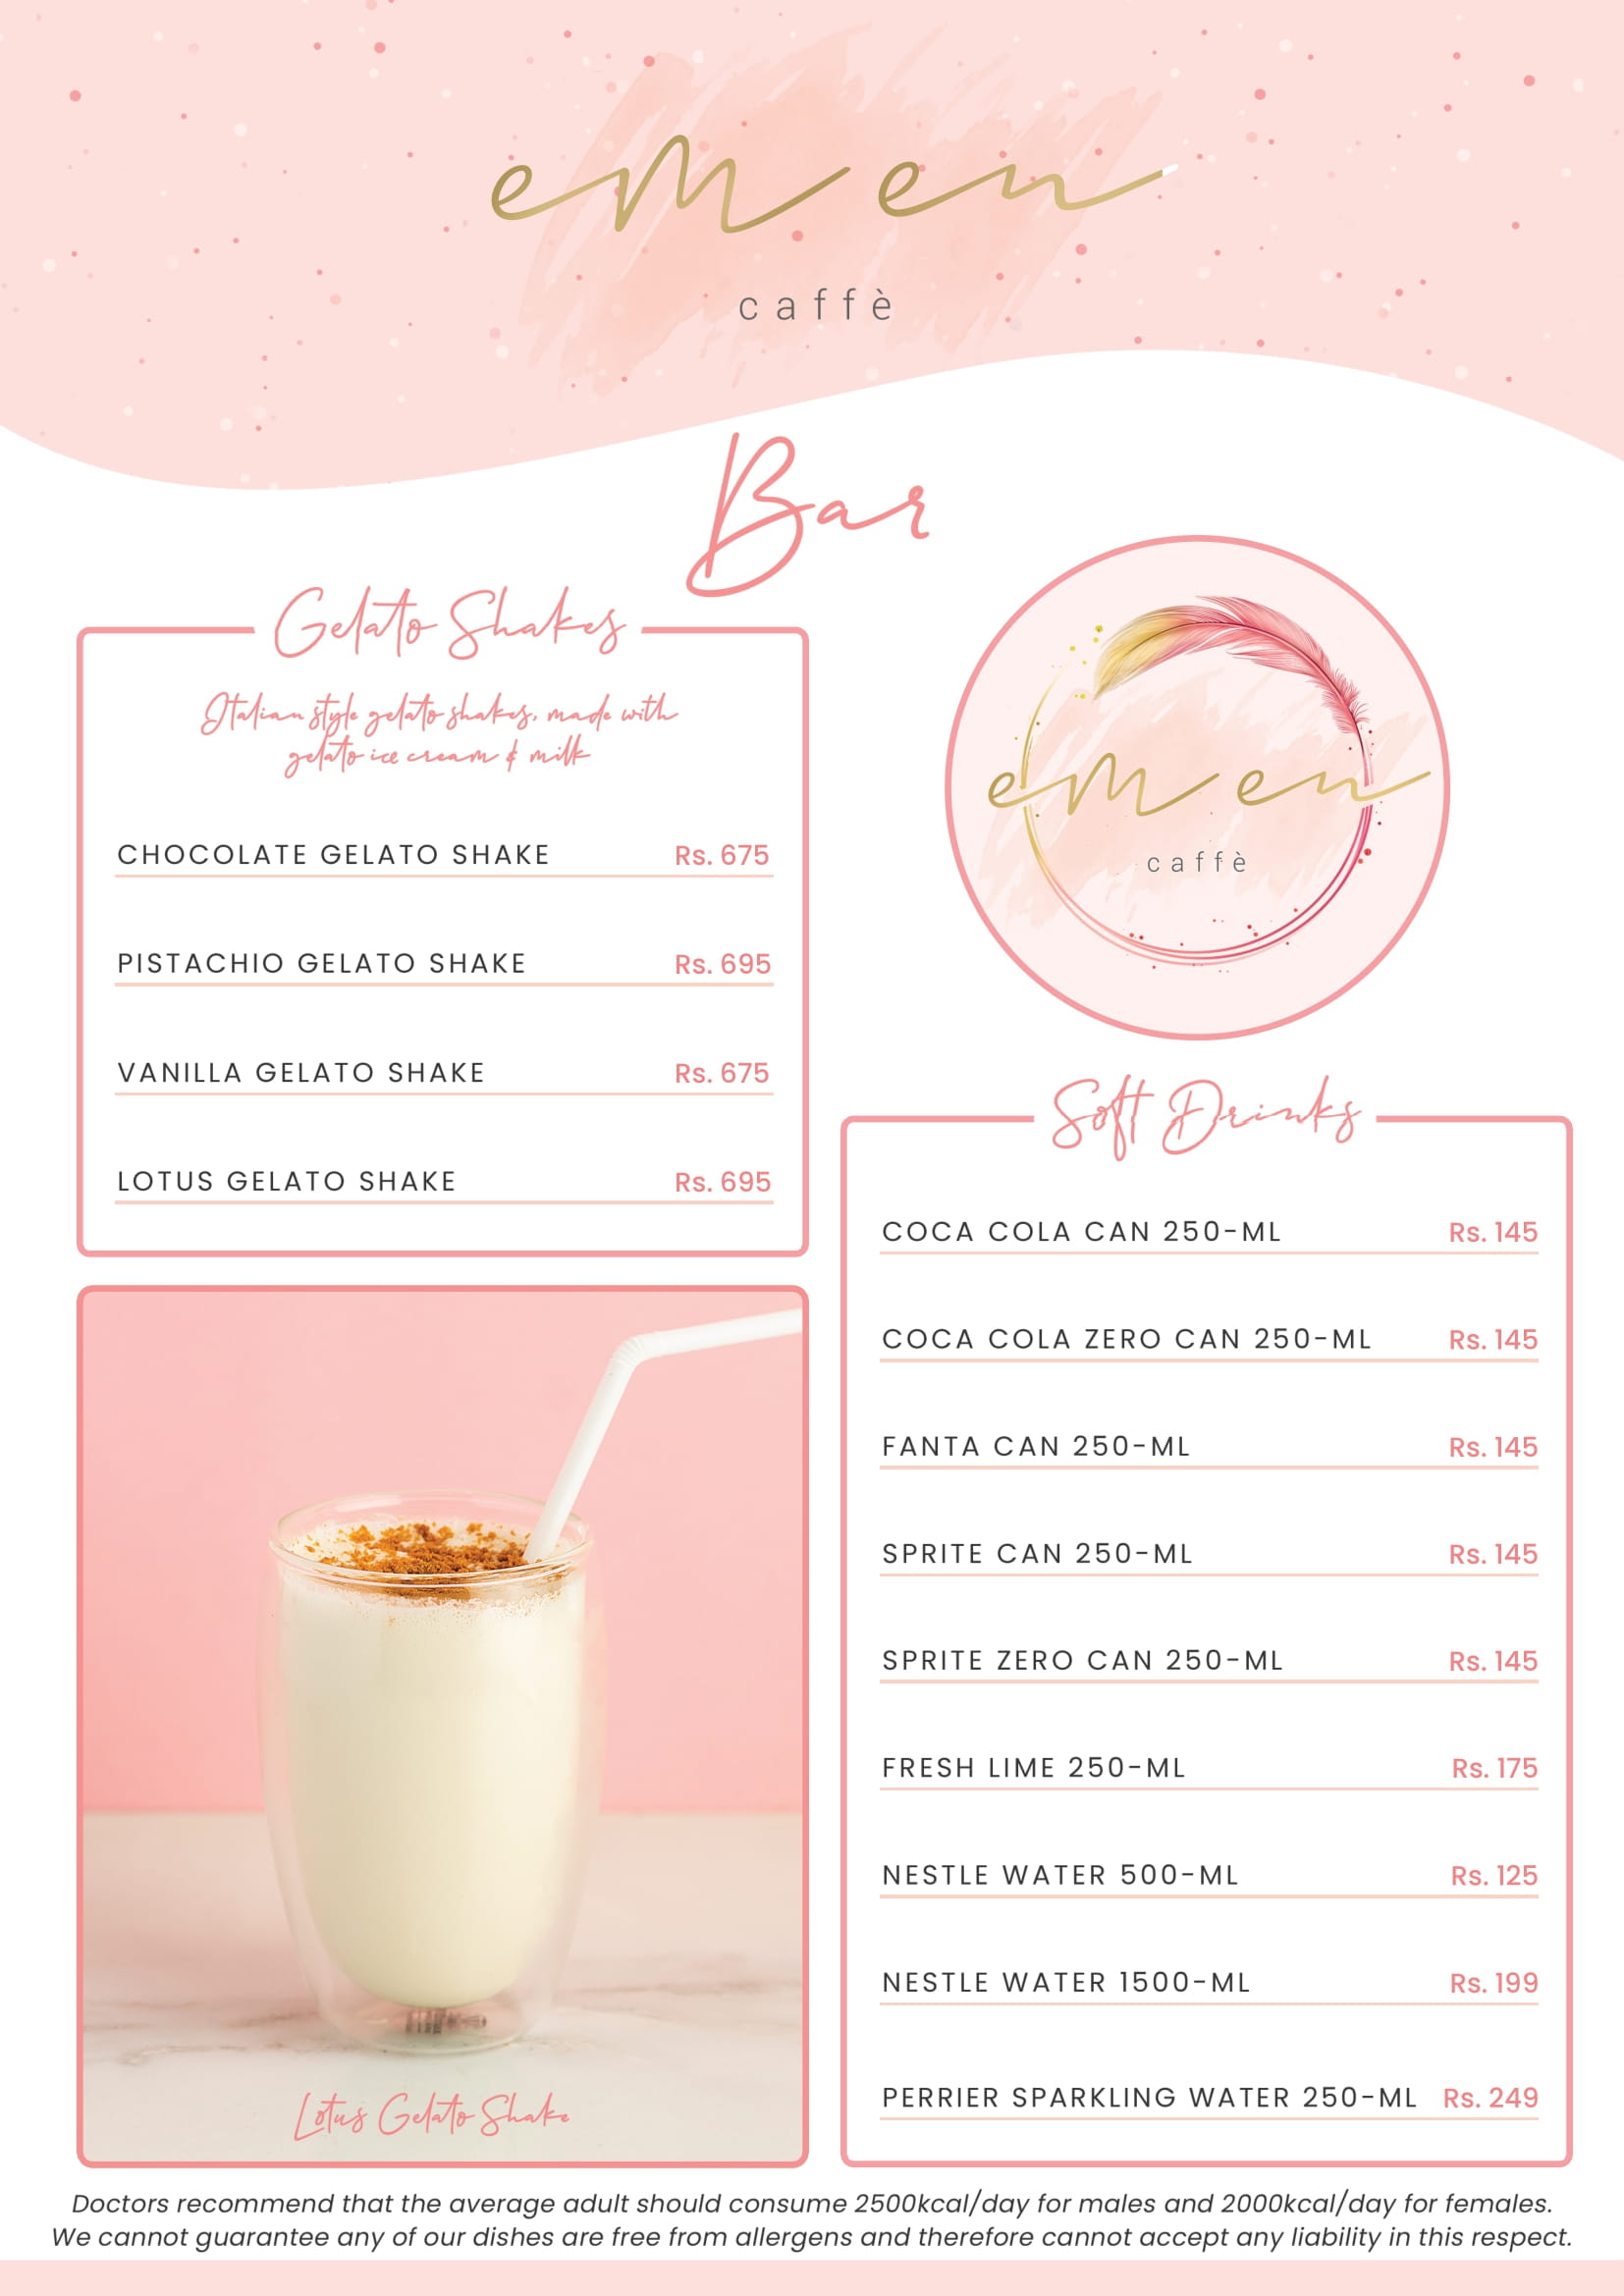 em en
caffè
Bar
Gelato Shakes
Italian style gelato shakes, made with
gelato ice cream & milk
CHOCOLATE GELATO SHAKE Rs. 675
PISTACHIO GELATO SHAKE Rs. 695
VANILLA GELATO SHAKE Rs. 675
LOTUS GELATO SHAKE Rs. 695
Lotus Gelato Shake
em en
caffè
Soft Drinks
COCA COLA CAN 250-ML Rs. 145
COCA COLA ZERO CAN 250-ML Rs. 145
FANTA CAN 250-ML Rs. 145
SPRITE CAN 250-ML Rs. 145
SPRITE ZERO CAN 250-ML Rs. 145
FRESH LIME 250-ML Rs. 175
NESTLE WATER 500-ML Rs. 125
NESTLE WATER 1500-ML Rs. 199
PERRIER SPARKLING WATER 250-ML Rs. 249
Doctors recommend that the average adult should consume 2500kcal/day for males and 2000kcal/day for females.
We cannot guarantee any of our dishes are free from allergens and therefore cannot accept any liability in this respect.